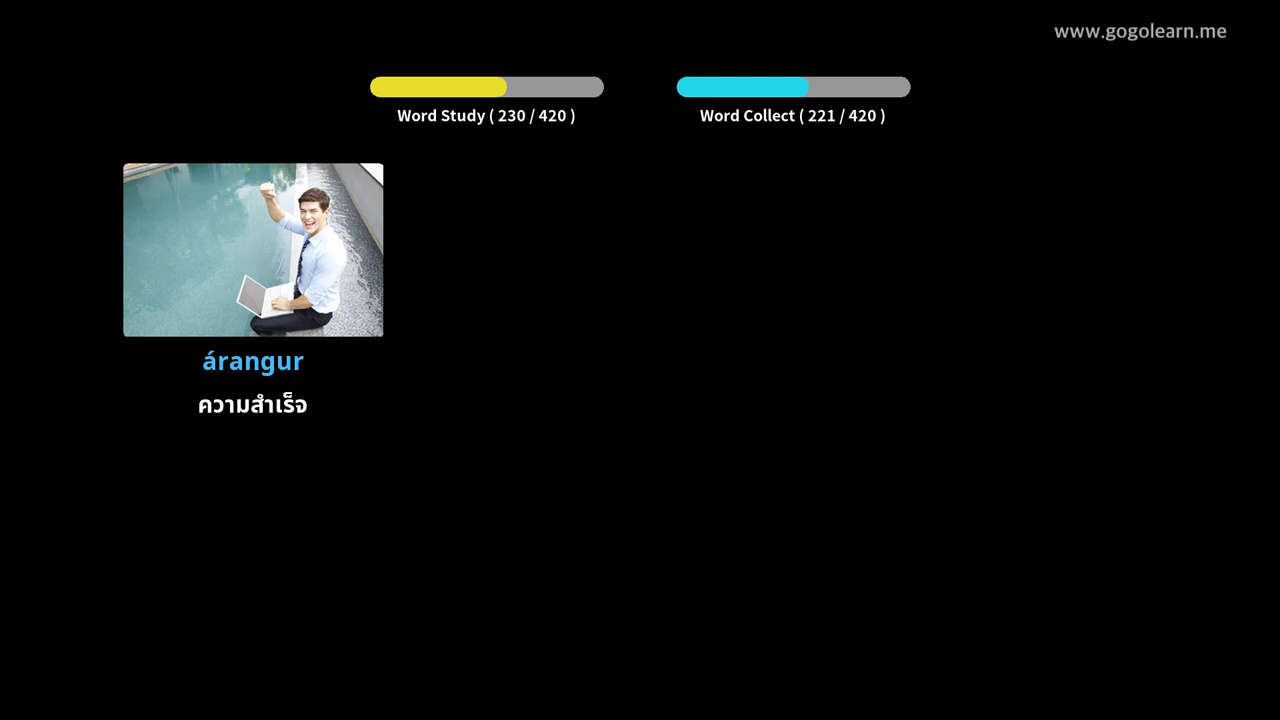 www.gogolearn.me
Word Study ( 230 / 420 )
Word Collect ( 221 / 420 )
árangur
ความสำเร็จ